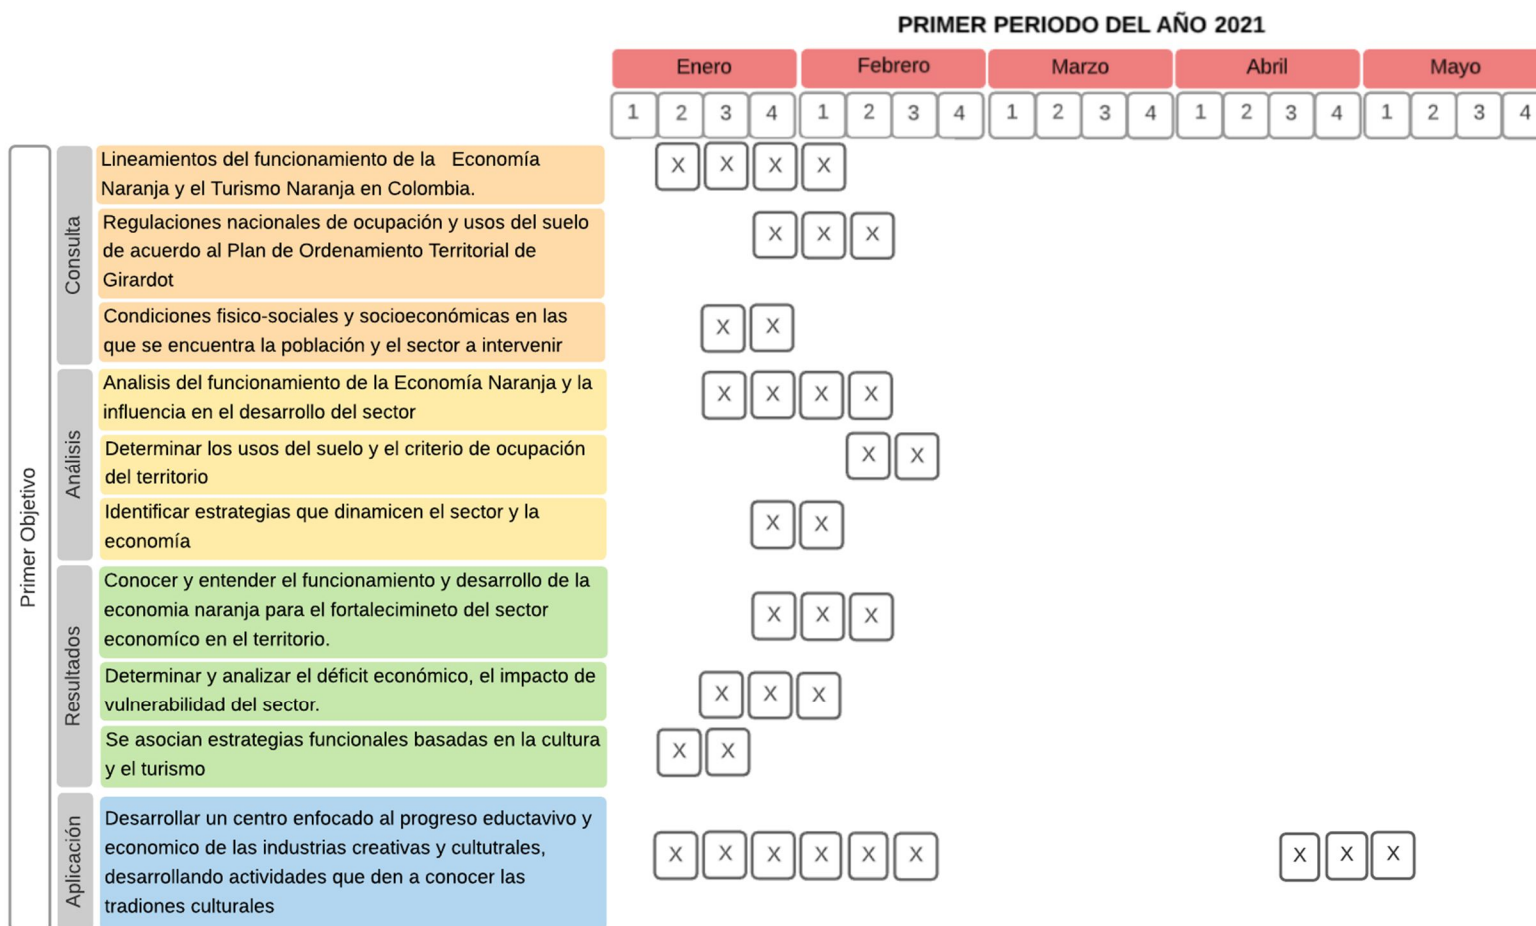 PRIMER PERIODO DEL AÑO 2021
Enero Febrero Marzo Abril Mayo
1 2 3 4 1 2 3 4 1 2 3 4 1 2 3 4 1 2 3 4
Primer Objetivo
Consulta
Lineamientos del funcionamiento de la Economía
Naranja y el Turismo Naranja en Colombia.
X X X X
Regulaciones nacionales de ocupación y usos del suelo
de acuerdo al Plan de Ordenamiento Territorial de
Girardot
X X X
Condiciones fisico-sociales y socioeconómicas en las
que se encuentra la población y el sector a intervenir
X X
Análisis
Analisis del funcionamiento de la Economía Naranja y la
influencia en el desarrollo del sector
X X X X
Determinar los usos del suelo y el criterio de ocupación
del territorio
X X
Identificar estrategias que dinamicen el sector y la
economía
X X
Resultados
Conocer y entender el funcionamiento y desarrollo de la
economia naranja para el fortalecimineto del sector
economíco en el territorio.
X X X
Determinar y analizar el déficit económico, el impacto de
vulnerabilidad del sector.
X X X
Se asocian estrategias funcionales basadas en la cultura
y el turismo
X X
Aplicación
Desarrollar un centro enfocado al progreso eductavivo y
economico de las industrias creativas y cultutrales,
desarrollando actividades que den a conocer las
tradiones culturales
X X X X X X X X X